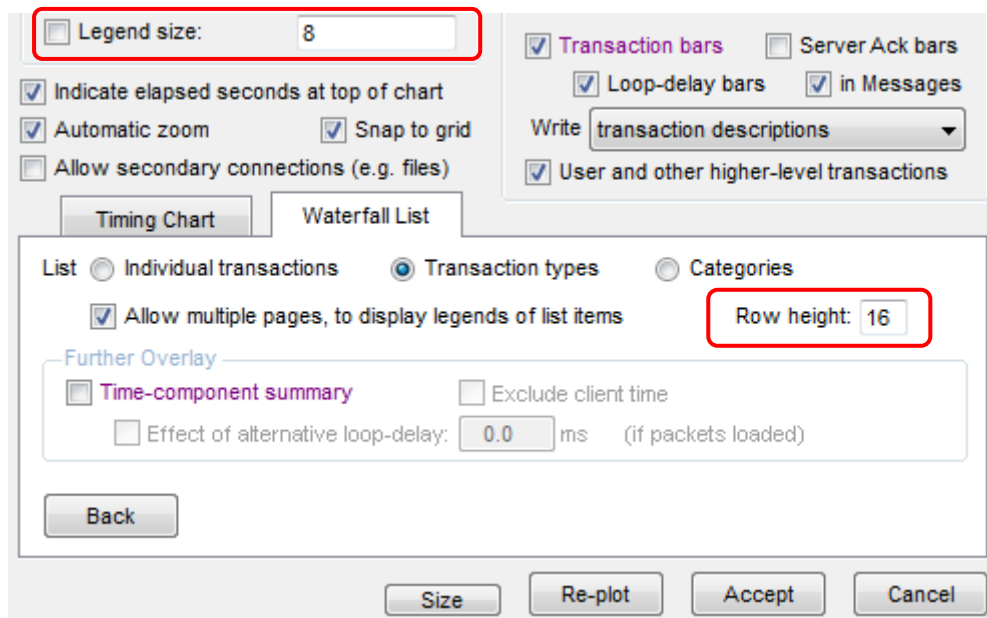 Legend size: 8
Indicate elapsed seconds at top of chart
Automatic zoom Snap to grid
Allow secondary connections (e.g. files)
Transaction bars Server Ack bars
Loop-delay bars in Messages
Write transaction descriptions
User and other higher-level transactions
Timing Chart Waterfall List
List Individual transactions Transaction types Categories
Allow multiple pages, to display legends of list items Row height: 16
Further Overlay
Time-component summary Exclude client time
Effect of alternative loop-delay: 0.0 ms (if packets loaded)
Back
Size Re-plot Accept Cancel